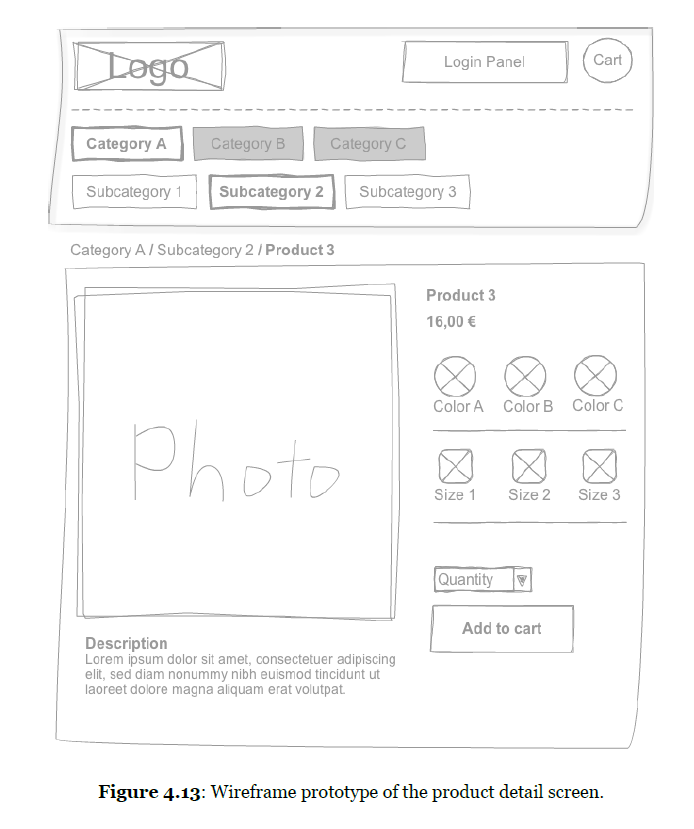 Logo
Login Panel
Cart
Category A
Category B
Category C
Subcategory 1
Subcategory 2
Subcategory 3
Category A / Subcategory 2 / Product 3
Photo
Product 3
16,00 €
Color A
Color B
Color C
Size 1
Size 2
Size 3
Quantity
Add to cart
Description
Lorem ipsum dolor sit amet, consectetuer adipiscing
elit, sed diam nonummy nibh euismod tincidunt ut
laoreet dolore magna aliquam erat volutpat.
Figure 4.13: Wireframe prototype of the product detail screen.